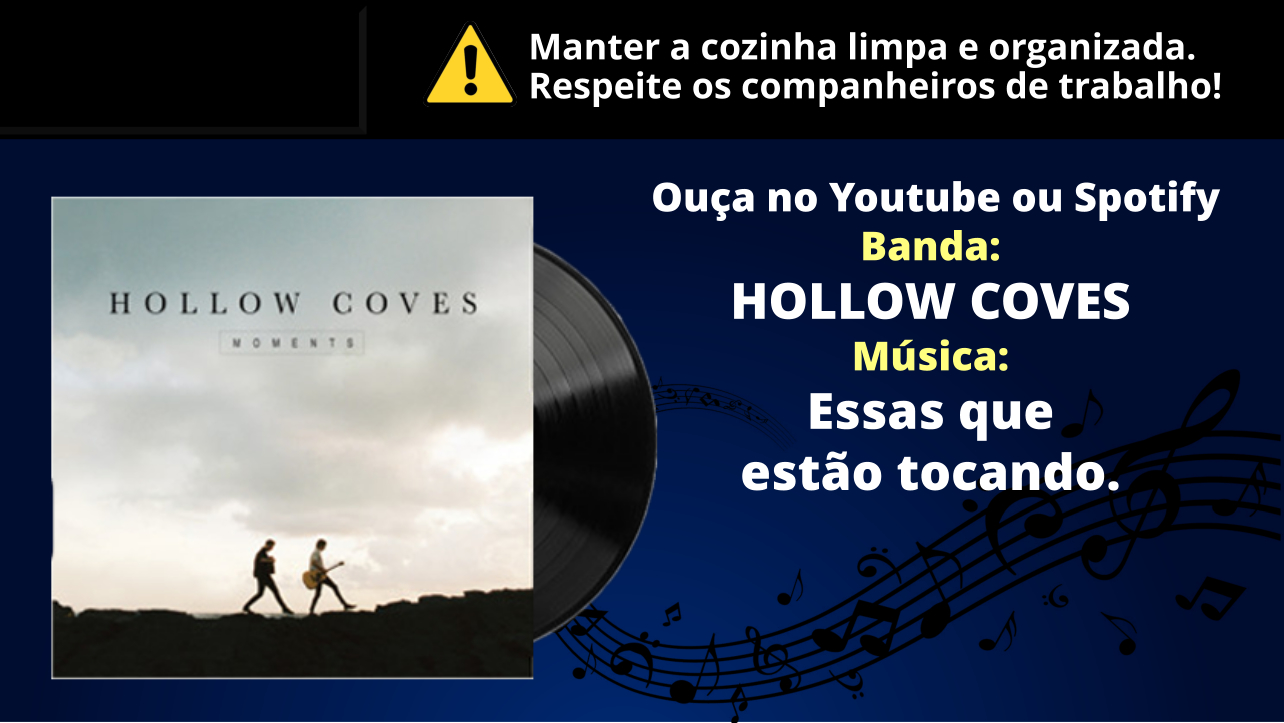 Manter a cozinha limpa e organizada.
Respeite os companheiros de trabalho!
Ouça no Youtube ou Spotify
Banda:
HOLLOW COVES
Música:
Essas que
estão tocando.
HOLLOW COVES
MOMENTS